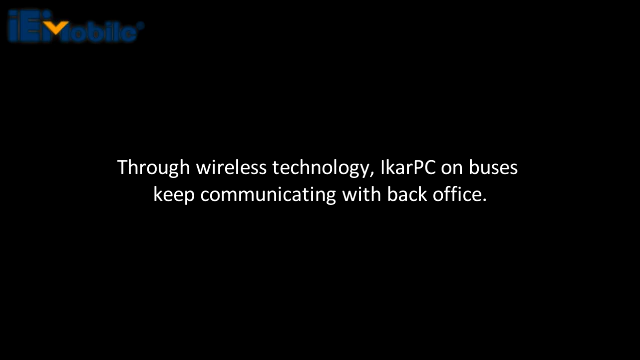 iEi Mobile
Through wireless technology, IkarPC on buses
keep communicating with back office.